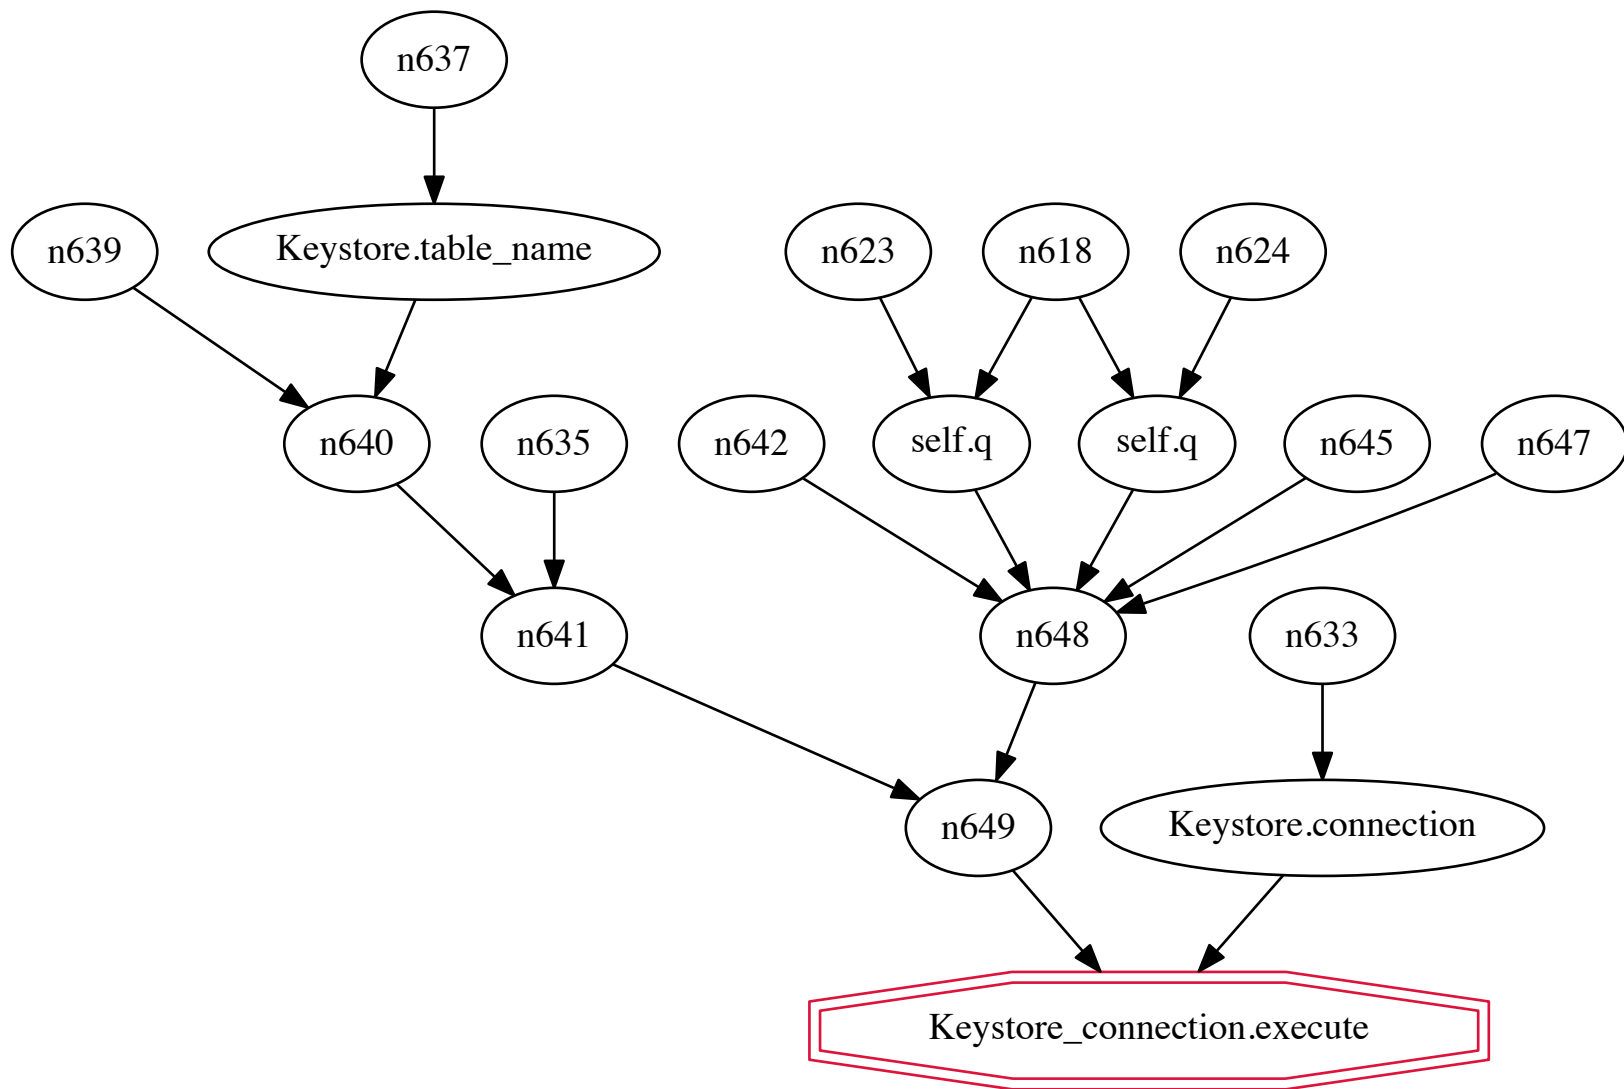 n637
n639
Keystore.table_name
n623
n618
n624
n640
n635
n642
self.q
self.q
n645
n647
n641
n648
n633
n649
Keystore.connection
Keystore_connection.execute